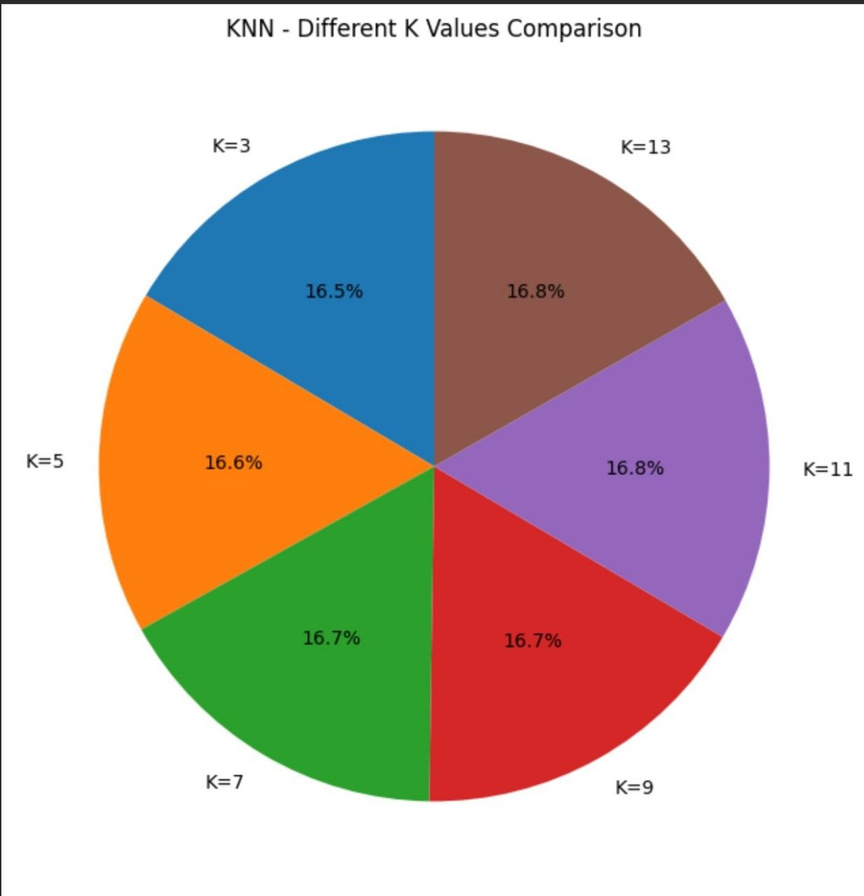 KNN - Different K Values Comparison
K=3
K=13
16.5%
16.8%
K=5
16.6%
16.8%
K=11
16.7%
16.7%
K=7
K=9